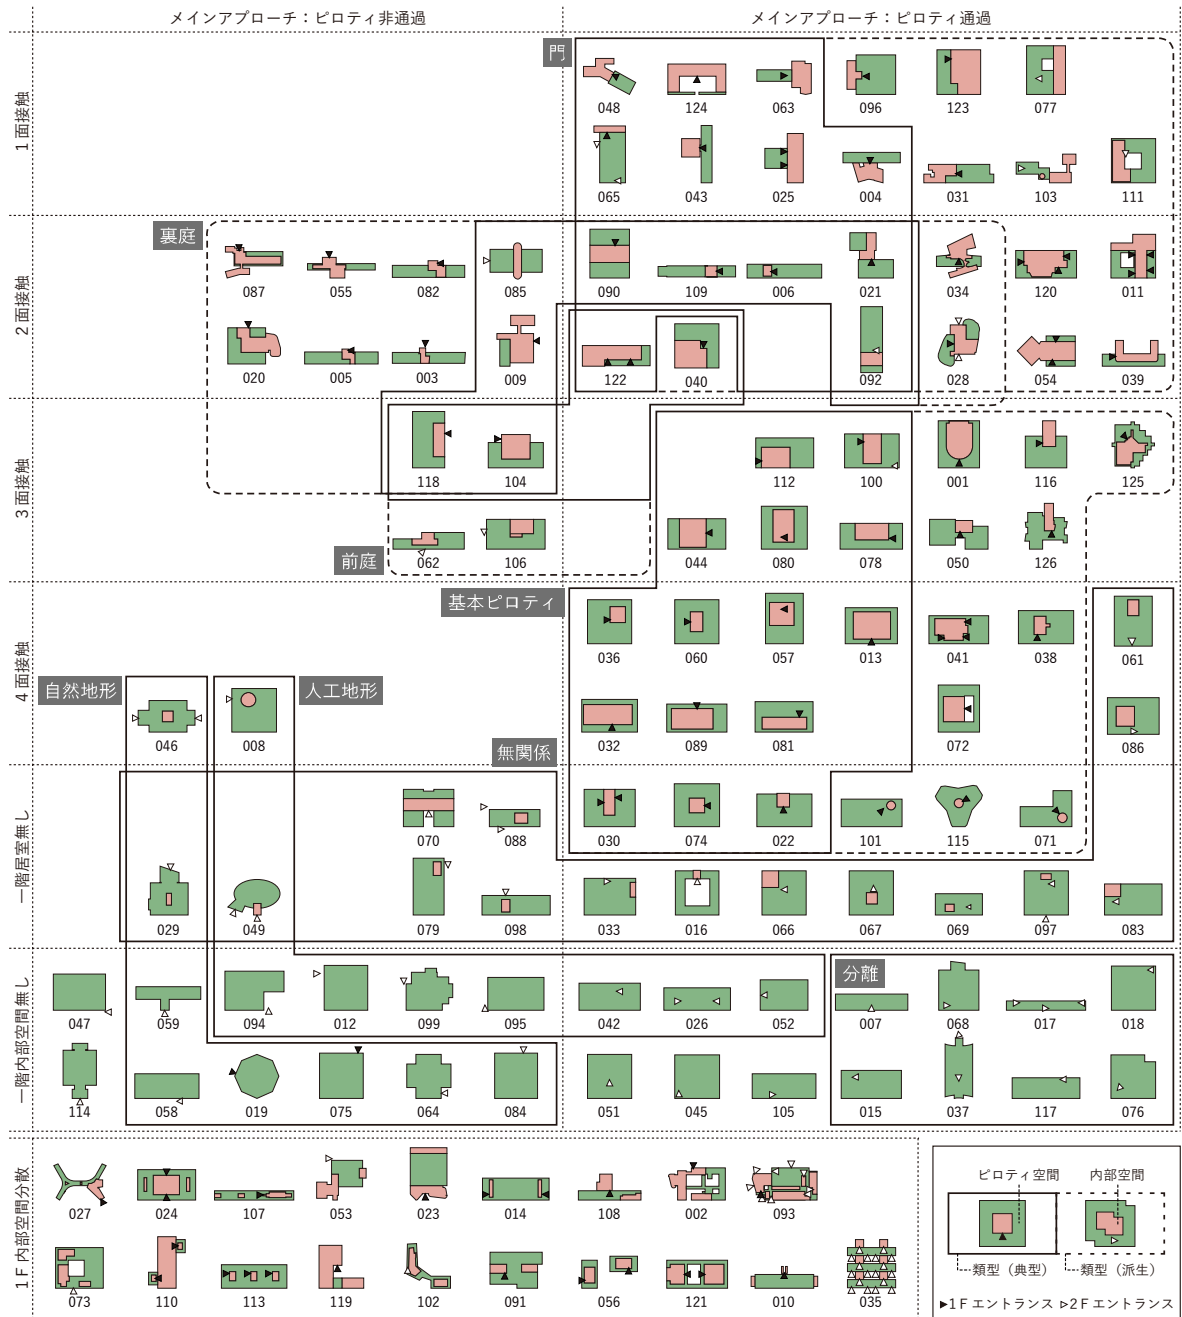 メインアプローチ：ピロティ非通過
メインアプローチ：ピロティ通過
1面接触
門
048 124 063 096 123 077
065 043 025 004 031 103 111
2面接触
裏庭
087 055 082 085 090 109 006 021 034 120 011
020 005 003 009 122 040 092 028 054 039
3面接触
118 104 112 100 001 116 125
前庭
062 106 044 080 078 050 126
4面接触
基本ピロティ
036 060 057 013 041 038 061
自然地形
人工地形
046 008 032 089 081 072 086
無関係
一階居室無し
070 088 030 074 022 101 115 071
029 049 079 098 033 016 066 067 069 097 083
一階内部空間無し
分離
047 059 094 012 099 095 042 026 052 007 068 017 018
114 058 019 075 064 084 051 045 105 015 037 117 076
1F内部空間分散
027 024 107 053 023 014 108 002 093
073 110 113 119 102 091 056 121 010 035
ピロティ空間
内部空間
類型（典型）
類型（派生）
▶1Fエントランス ▷2Fエントランス